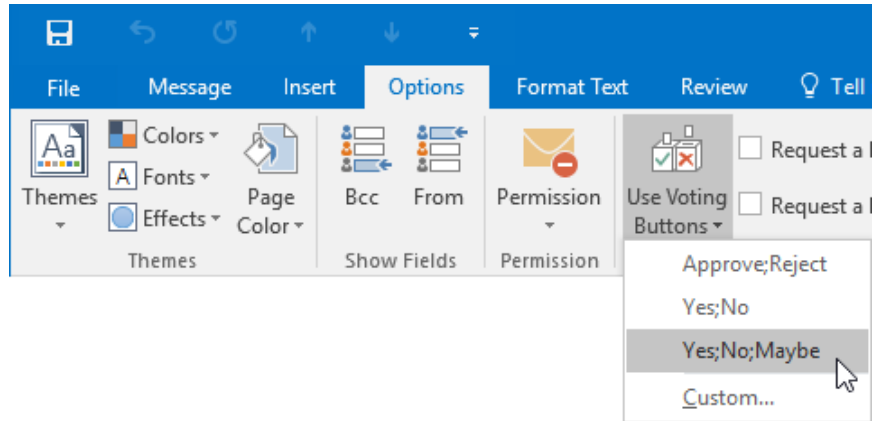 File Message Insert Options Format Text Review Tell
Aa Colors
A Fonts
Effects
Themes
Page
Color
Bcc From
Permission
Use Voting
Buttons
Request a
Request a
Themes Show Fields Permission
Approve;Reject
Yes;No
Yes;No;Maybe
Custom...